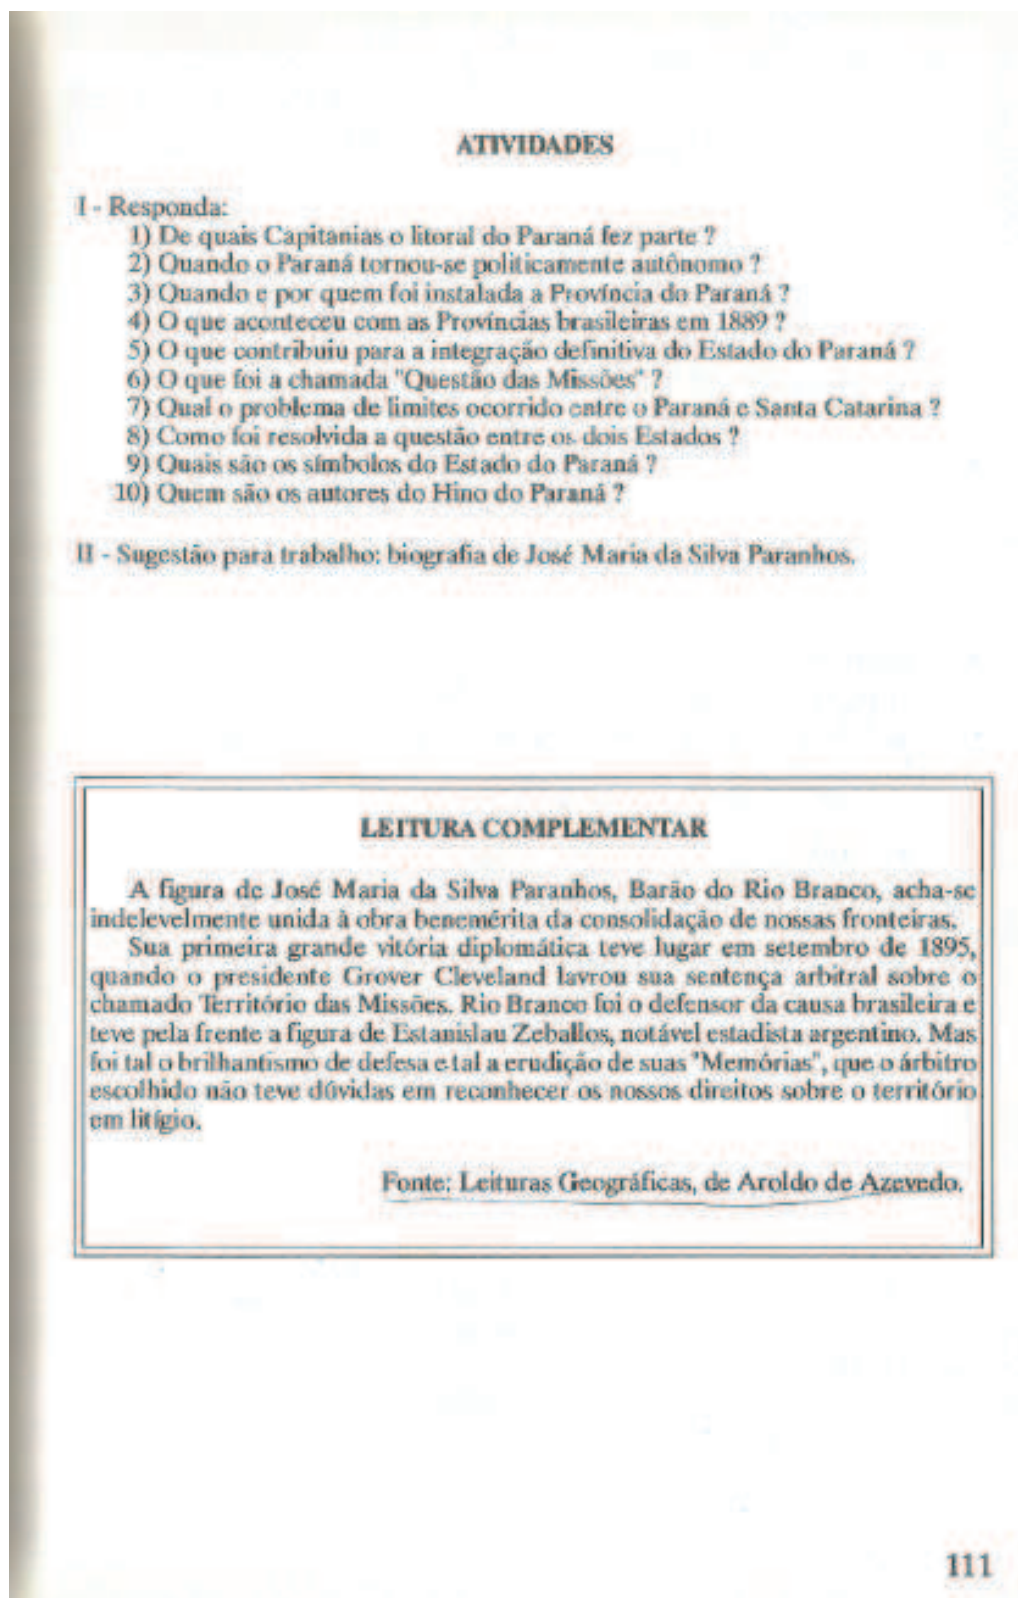 ATIVIDADES
I - Responda:
1) De quais Capitanias o litoral do Paraná fez parte ?
2) Quando o Paraná tornou-se politicamente autônomo ?
3) Quando e por quem foi instalada a Província do Paraná ?
4) O que aconteceu com as Províncias brasileiras em 1889 ?
5) O que contribuiu para a integração definitiva do Estado do Paraná ?
6) O que foi a chamada "Questão das Missões" ?
7) Qual o problema de limites ocorrido entre o Paraná e Santa Catarina ?
8) Como foi resolvida a questão entre os dois Estados ?
9) Quais são os símbolos do Estado do Paraná ?
10) Quem são os autores do Hino do Paraná ?
II - Sugestão para trabalho: biografia de José Maria da Silva Paranhos.
LEITURA COMPLEMENTAR
A figura de José Maria da Silva Paranhos, Barão do Rio Branco, acha-se
indelevelmente unida à obra benemérita da consolidação de nossas fronteiras.
Sua primeira grande vitória diplomática teve lugar em setembro de 1895,
quando o presidente Grover Cleveland lavrou sua sentença arbitral sobre o
chamado Território das Missões. Rio Branco foi o defensor da causa brasileira e
teve pela frente a figura de Estanislau Zeballos, notável estadista argentino. Mas
foi tal o brilhantismo de defesa e tal a erudição de suas "Memórias", que o árbitro
escolhido não teve dúvidas em reconhecer os nossos direitos sobre o território
em litígio.
Fonte: Leituras Geográficas, de Aroldo de Azevedo.
111